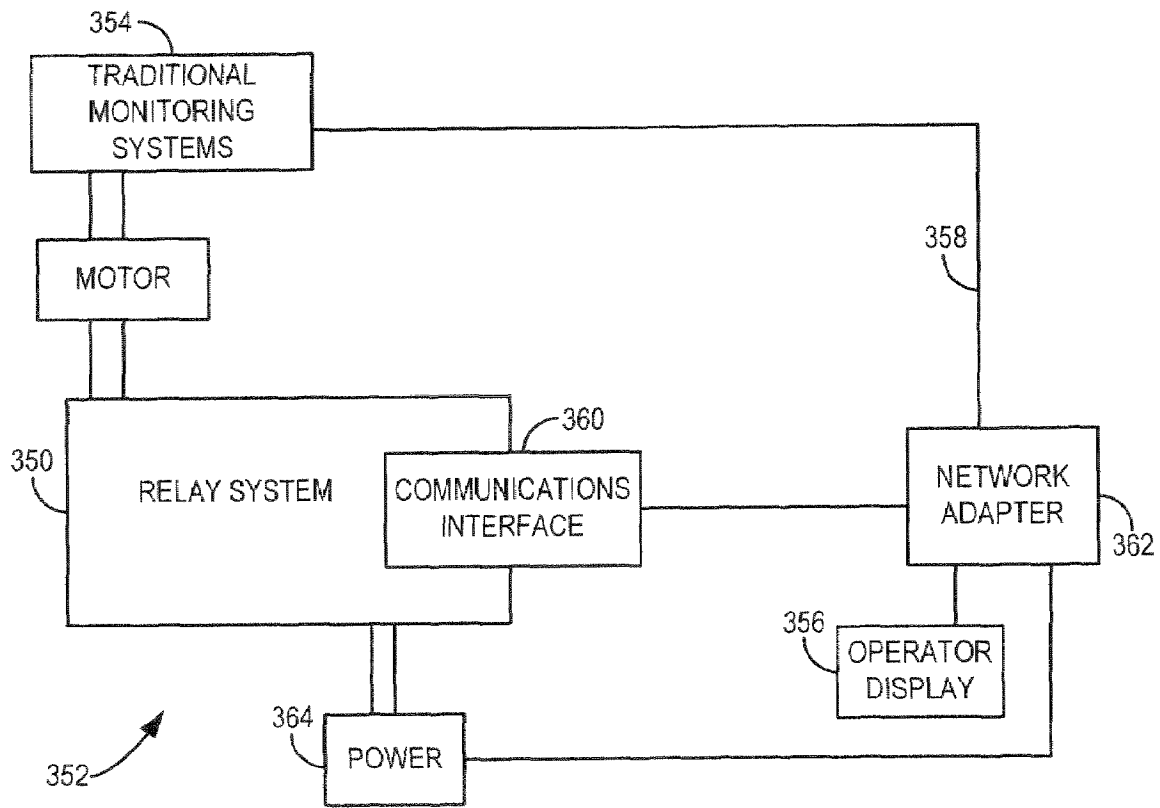 354
TRADITIONAL
MONITORING
SYSTEMS
358
MOTOR
360
350
RELAY SYSTEM
COMMUNICATIONS
INTERFACE
NETWORK
ADAPTER
362
356
OPERATOR
DISPLAY
364
POWER
352